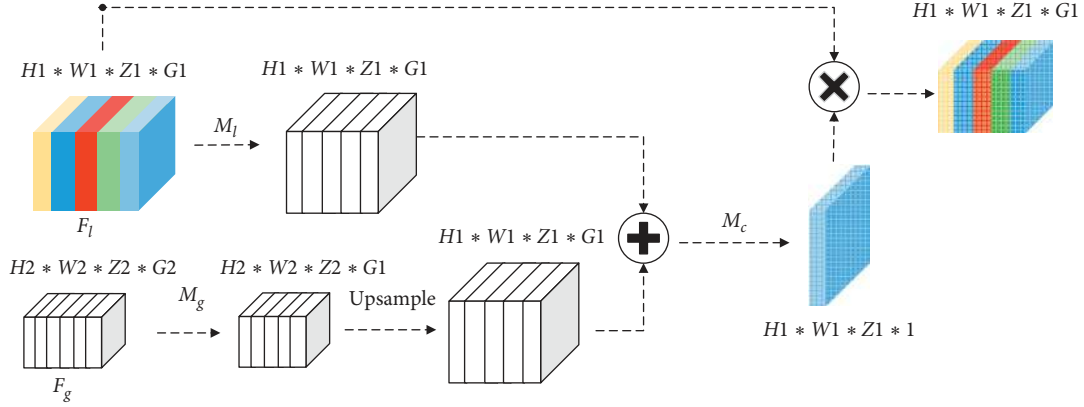 H1 * W1 * Z1 * G1
H1 * W1 * Z1 * G1
H1 * W1 * Z1 * G1
M_l
F_l
H1 * W1 * Z1 * G1
M_c
H2 * W2 * Z2 * G2
H2 * W2 * Z2 * G1
M_g
Upsample
F_g
H1 * W1 * Z1 * 1